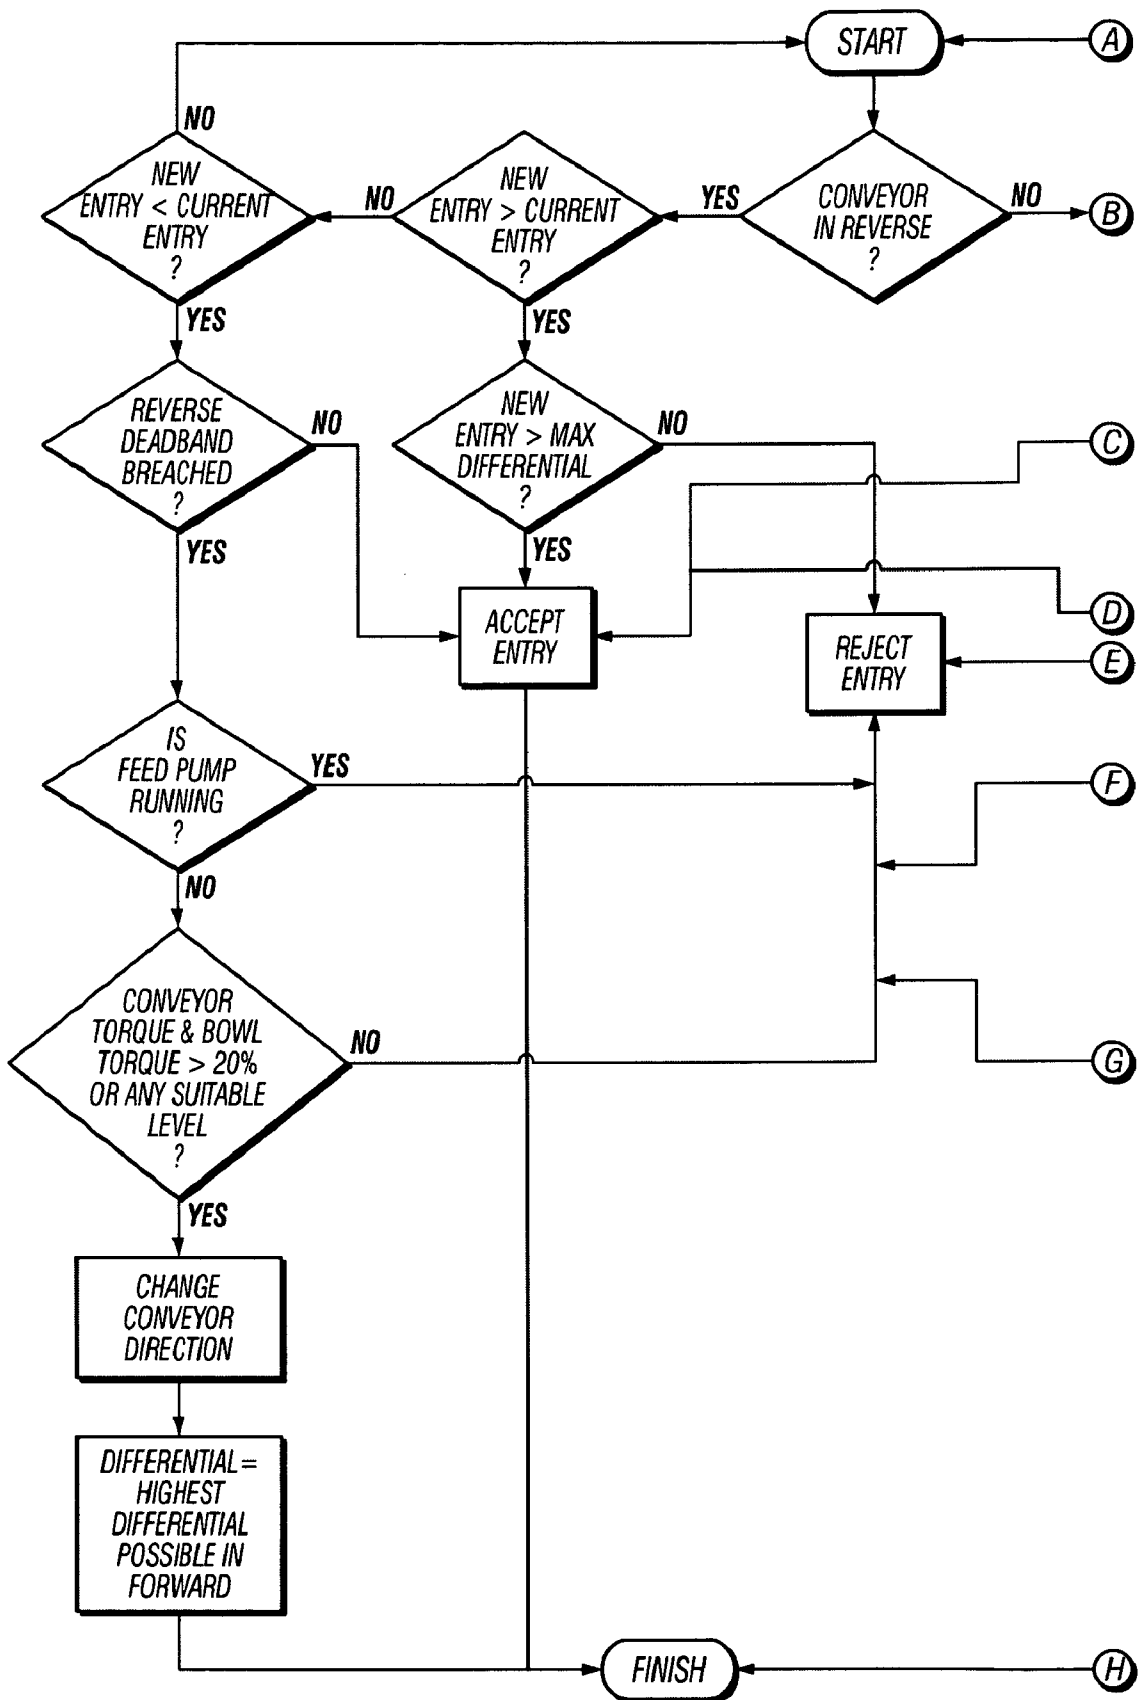 START
A
NO
NEW
ENTRY < CURRENT
ENTRY
?
NO
NEW
ENTRY > CURRENT
ENTRY
?
YES
CONVEYOR
IN REVERSE
?
NO
B
YES
YES
REVERSE
DEADBAND
BREACHED
?
NO
NEW
ENTRY > MAX
DIFFERENTIAL
?
NO
C
YES
YES
ACCEPT
ENTRY
D
REJECT
ENTRY
E
IS
FEED PUMP
RUNNING
?
YES
F
NO
CONVEYOR
TORQUE & BOWL
TORQUE > 20%
OR ANY SUITABLE
LEVEL
?
NO
G
YES
CHANGE
CONVEYOR
DIRECTION
DIFFERENTIAL =
HIGHEST
DIFFERENTIAL
POSSIBLE IN
FORWARD
FINISH
H